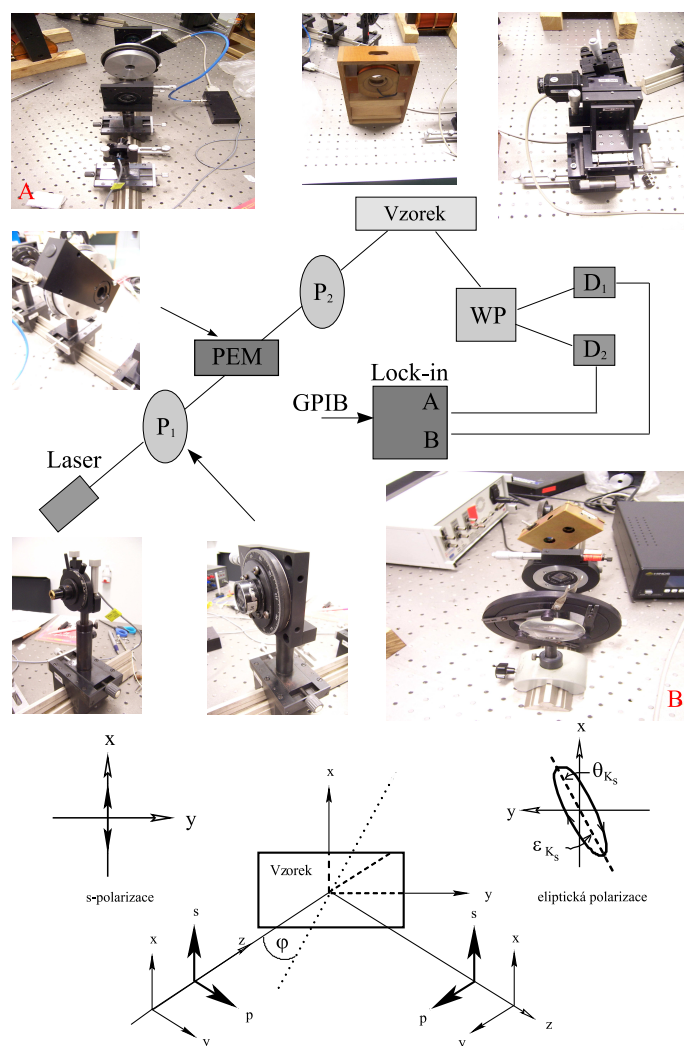 A
Vzorek
P2
D1
WP
D2
PEM
Lock-in
GPIB
A
P1
B
Laser
B
x
x
θKS
x
y
y
Vzorek
εKS
s-polarizace
y
eliptická polarizace
s
s
x
z
φ
x
p
p
y
y
z